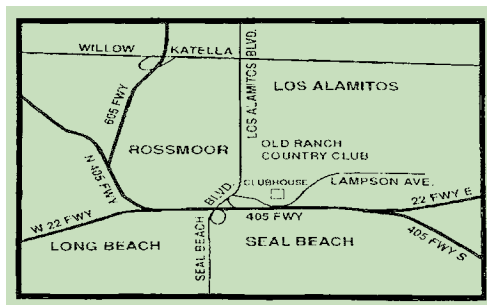 WILLOW
KATELLA
LOS ALAMITOS BLVD.
LOS ALAMITOS
605 FWY
N 405 FWY
ROSSMOOR
OLD RANCH
COUNTRY CLUB
CLUBHOUSE
LAMPSON AVE.
SEAL BEACH BLVD.
22 FWY E
W 22 FWY
405 FWY
405 FWY S
LONG BEACH
SEAL BEACH